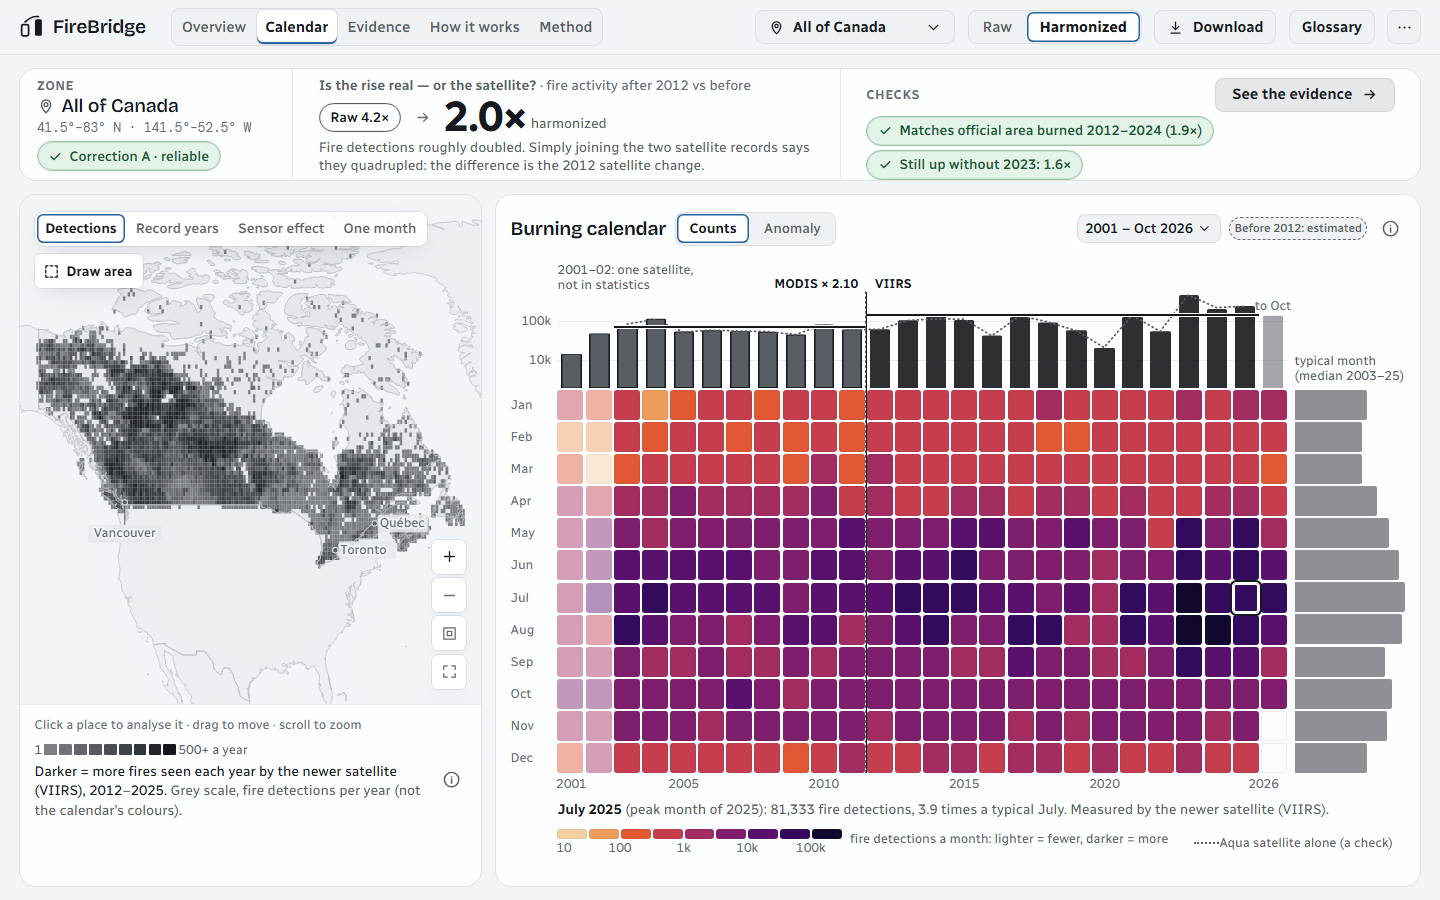 FireBridge
Overview
Calendar
Evidence
How it works
Method
All of Canada
Raw
Harmonized
Download
Glossary
ZONE
All of Canada
41.5°–83° N · 141.5°–52.5° W
Correction A · reliable
Is the rise real — or the satellite? · fire activity after 2012 vs before
Raw 4.2×
2.0× harmonized
Fire detections roughly doubled. Simply joining the two satellite records says
they quadrupled: the difference is the 2012 satellite change.
CHECKS
See the evidence
Matches official area burned 2012–2024 (1.9×)
Still up without 2023: 1.6×
Detections
Record years
Sensor effect
One month
Draw area
Vancouver
Québec
Toronto
Click a place to analyse it · drag to move · scroll to zoom
1
500+ a year
Darker = more fires seen each year by the newer satellite
(VIIRS), 2012–2025. Grey scale, fire detections per year (not
the calendar's colours).
Burning calendar
Counts
Anomaly
2001 – Oct 2026
Before 2012: estimated
2001–02: one satellite,
not in statistics
MODIS × 2.10
VIIRS
to Oct
100k
10k
typical month
(median 2003–25)
Jan
Feb
Mar
Apr
May
Jun
Jul
Aug
Sep
Oct
Nov
Dec
2001
2005
2010
2015
2020
2026
July 2025 (peak month of 2025): 81,333 fire detections, 3.9 times a typical July. Measured by the newer satellite (VIIRS).
10
100
1k
10k
100k
fire detections a month: lighter = fewer, darker = more
Aqua satellite alone (a check)